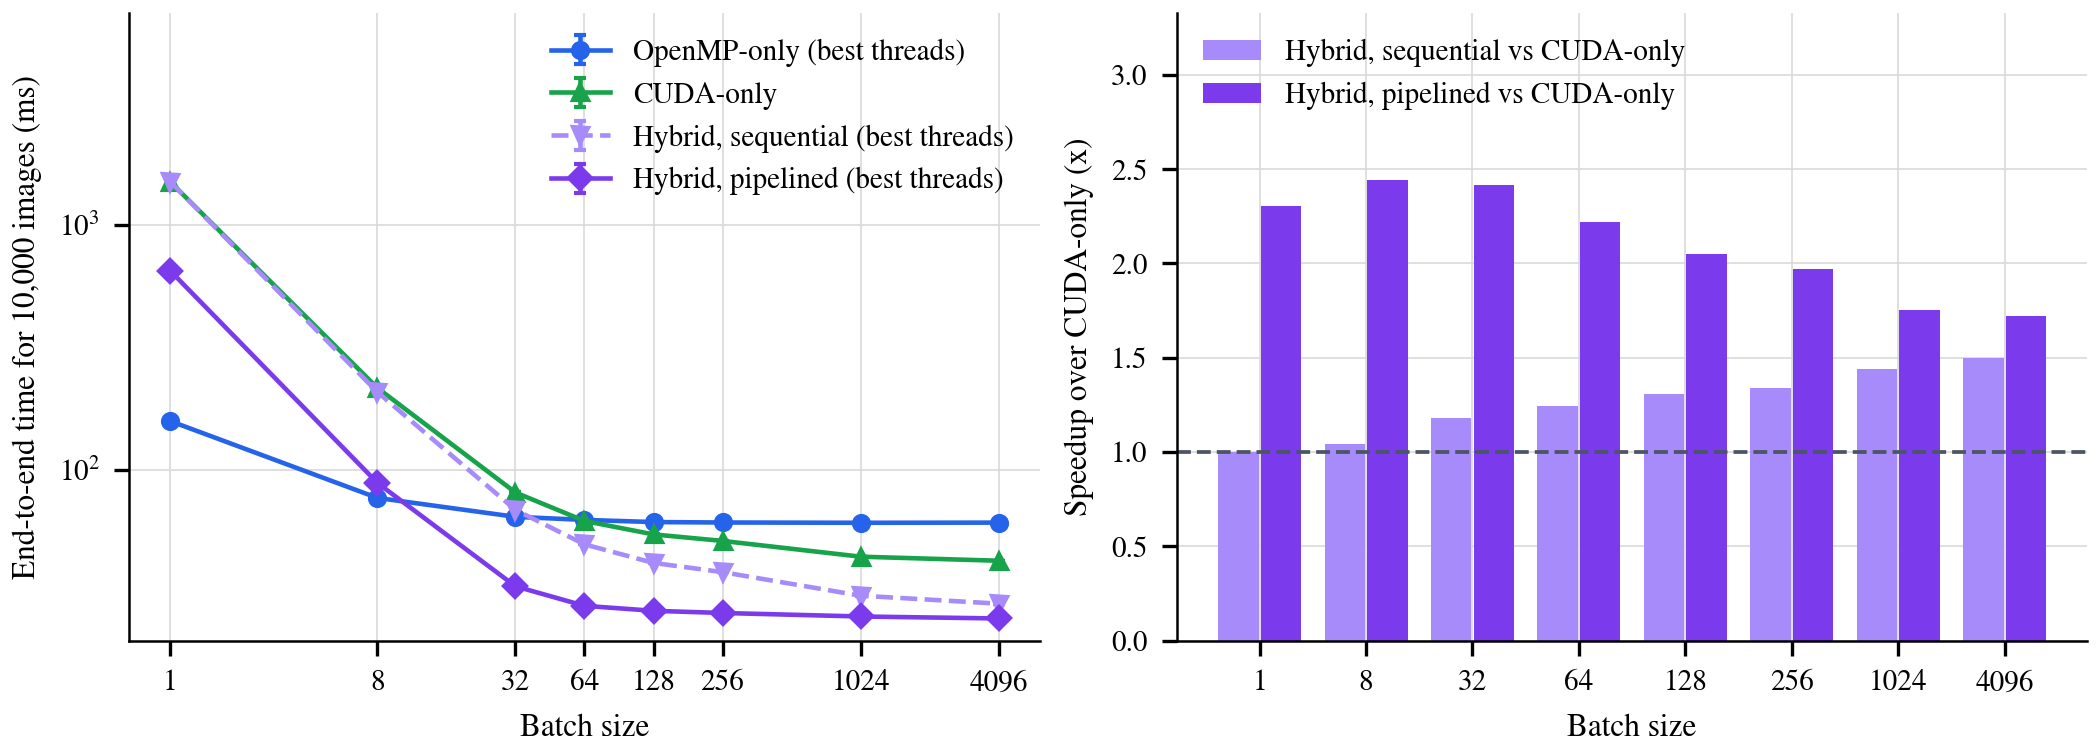 End-to-end time for 10,000 images (ms)
10³
10²
OpenMP-only (best threads)
CUDA-only
Hybrid, sequential (best threads)
Hybrid, pipelined (best threads)
1 8 32 64 128 256 1024 4096
Batch size
Speedup over CUDA-only (x)
3.0
2.5
2.0
1.5
1.0
0.5
0.0
Hybrid, sequential vs CUDA-only
Hybrid, pipelined vs CUDA-only
1 8 32 64 128 256 1024 4096
Batch size